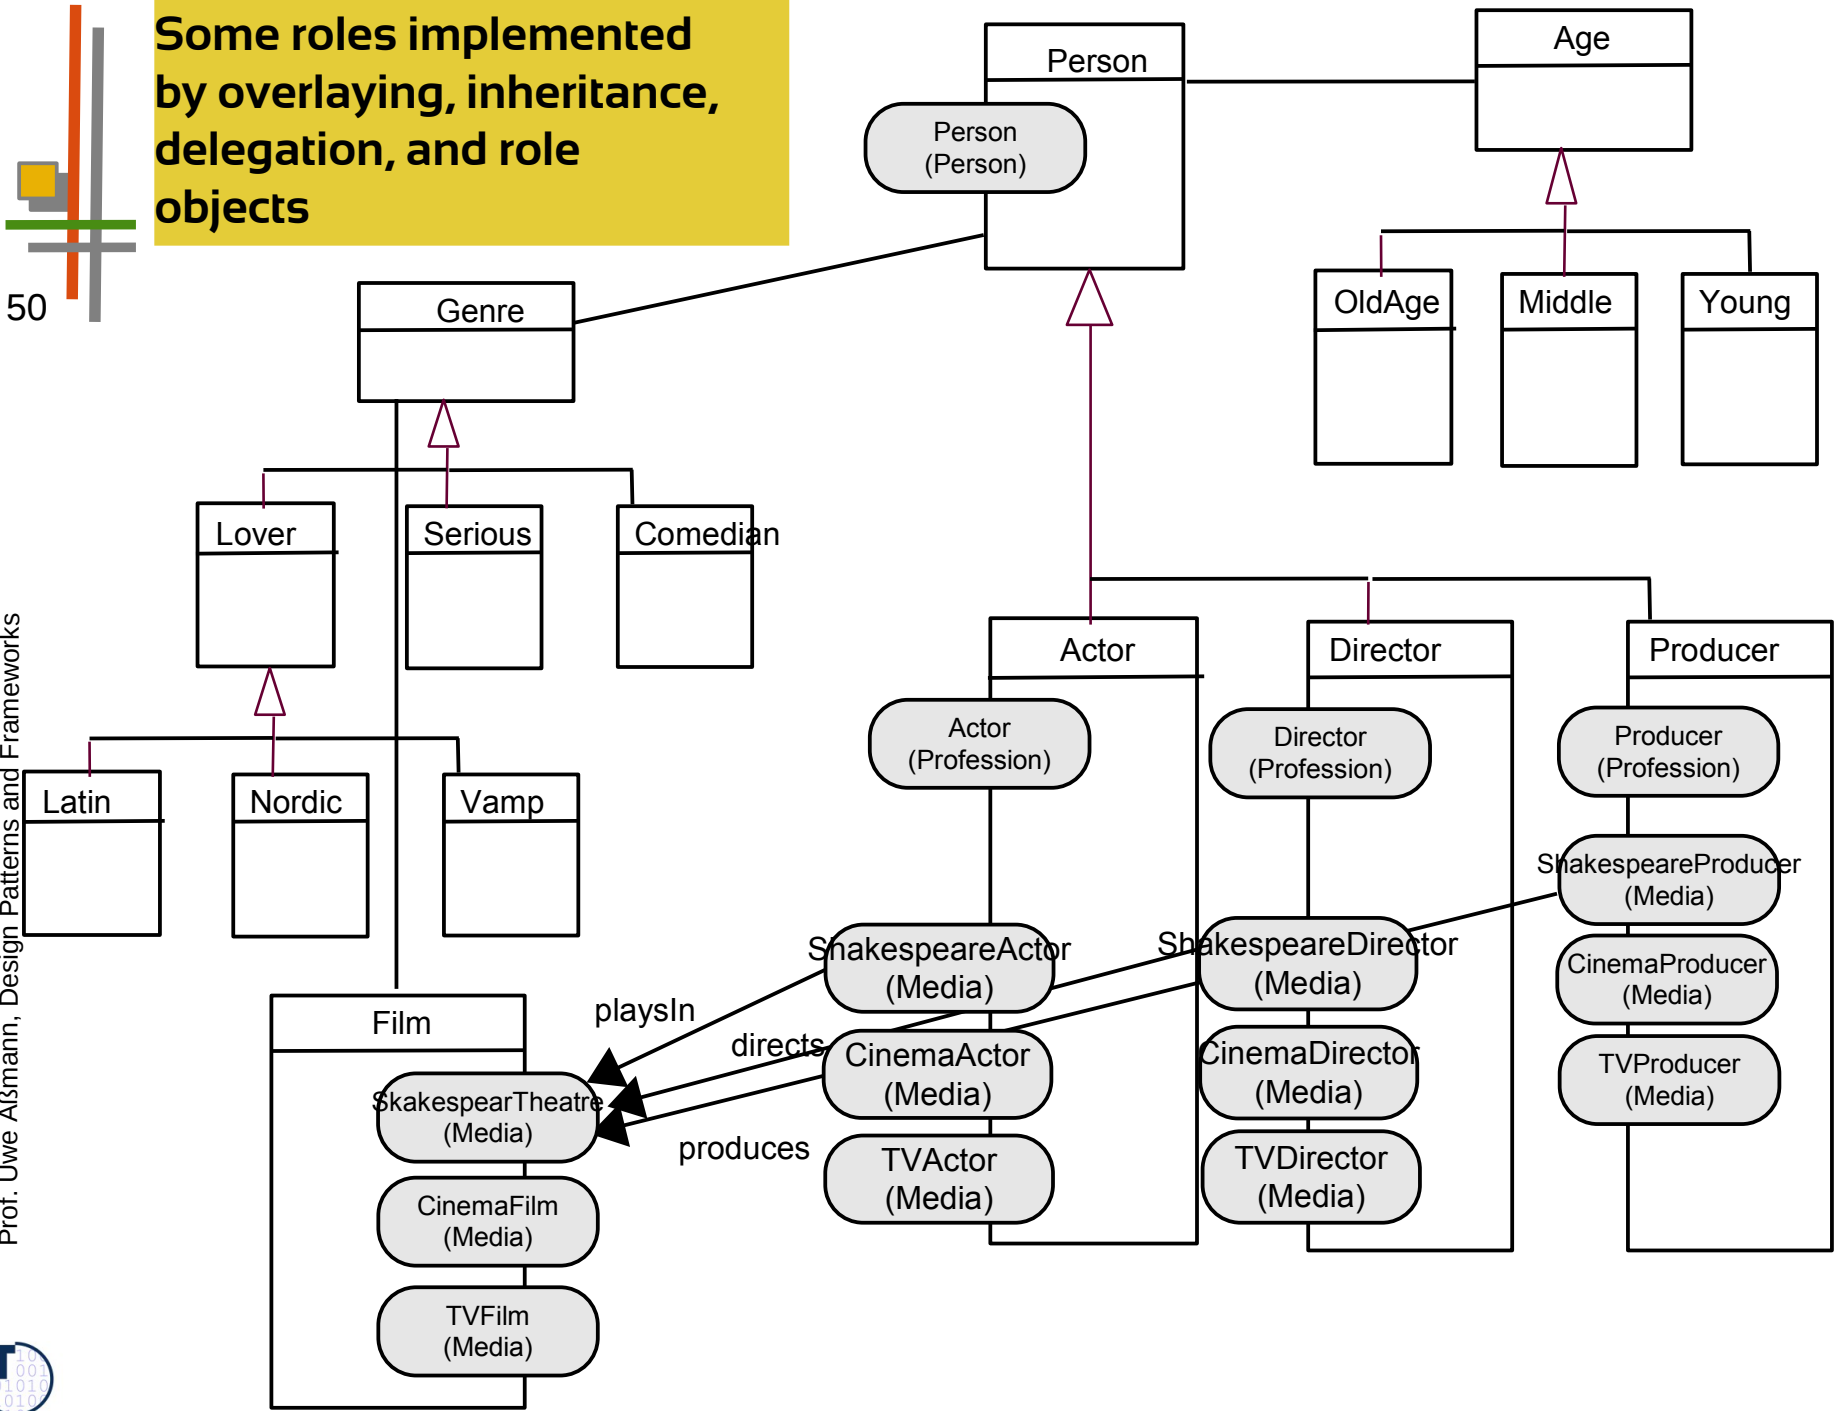 Some roles implemented
by overlaying, inheritance,
delegation, and role
objects
50
Prof. Uwe Aßmann, Design Patterns and Frameworks
Person
Person
(Person)
Age
OldAge
Middle
Young
Genre
Lover
Serious
Comedian
Latin
Nordic
Vamp
Actor
Actor
(Profession)
ShakespeareActor
(Media)
CinemaActor
(Media)
TVActor
(Media)
Director
Director
(Profession)
ShakespeareDirector
(Media)
CinemaDirector
(Media)
TVDirector
(Media)
Producer
Producer
(Profession)
ShakespeareProducer
(Media)
CinemaProducer
(Media)
TVProducer
(Media)
playsIn
directs
produces
Film
SkakespearTheatre
(Media)
CinemaFilm
(Media)
TVFilm
(Media)